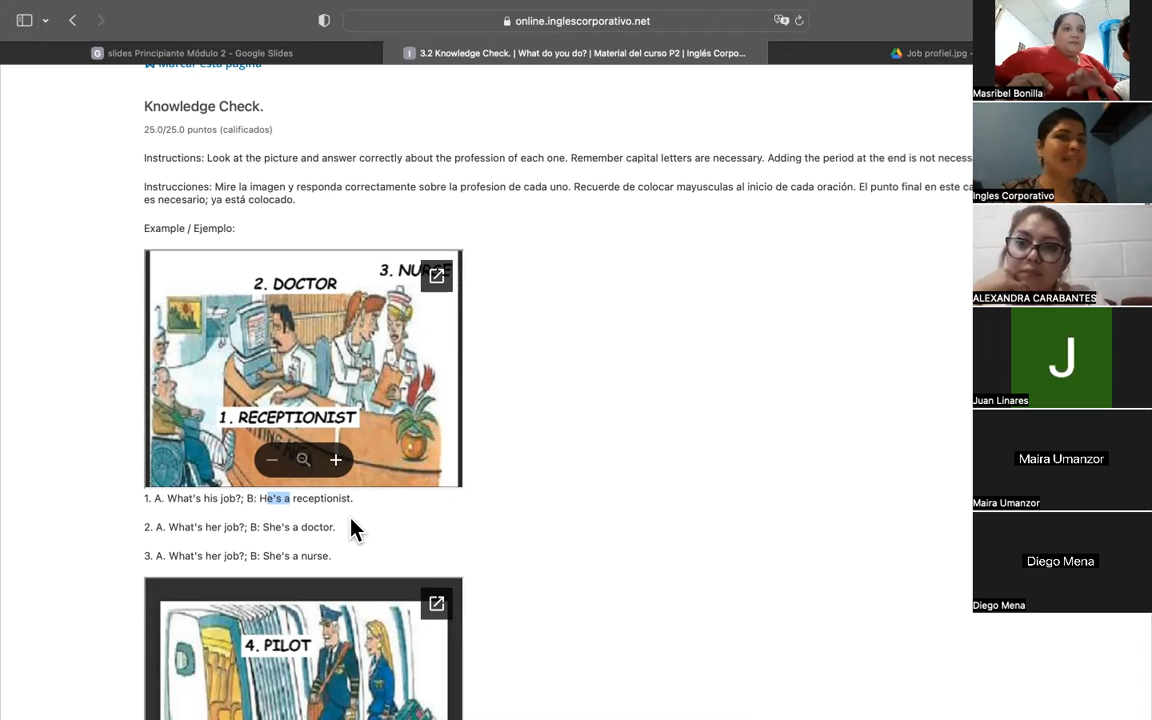 online.inglescorporativo.net
slides Principiante Módulo 2 - Google Slides
3.2 Knowledge Check. | What do you do? | Material del curso P2 | Inglés Corpo...
Job profiel.jpg -
Marcar esta página
Knowledge Check.
25.0/25.0 puntos (calificados)
Instructions: Look at the picture and answer correctly about the profession of each one. Remember capital letters are necessary. Adding the period at the end is not necess
Instrucciones: Mire la imagen y responda correctamente sobre la profesion de cada uno. Recuerde de colocar mayusculas al inicio de cada oración. El punto final en este ca
es necesario; ya está colocado.
Example / Ejemplo:
3. NURSE
2. DOCTOR
1. RECEPTIONIST
1. A. What's his job?; B: He's a receptionist.
2. A. What's her job?; B: She's a doctor.
3. A. What's her job?; B: She's a nurse.
4. PILOT
Masribel Bonilla
Ingles Corporativo
ALEXANDRA CARABANTES
J
Juan Linares
Maira Umanzor
Maira Umanzor
Diego Mena
Diego Mena